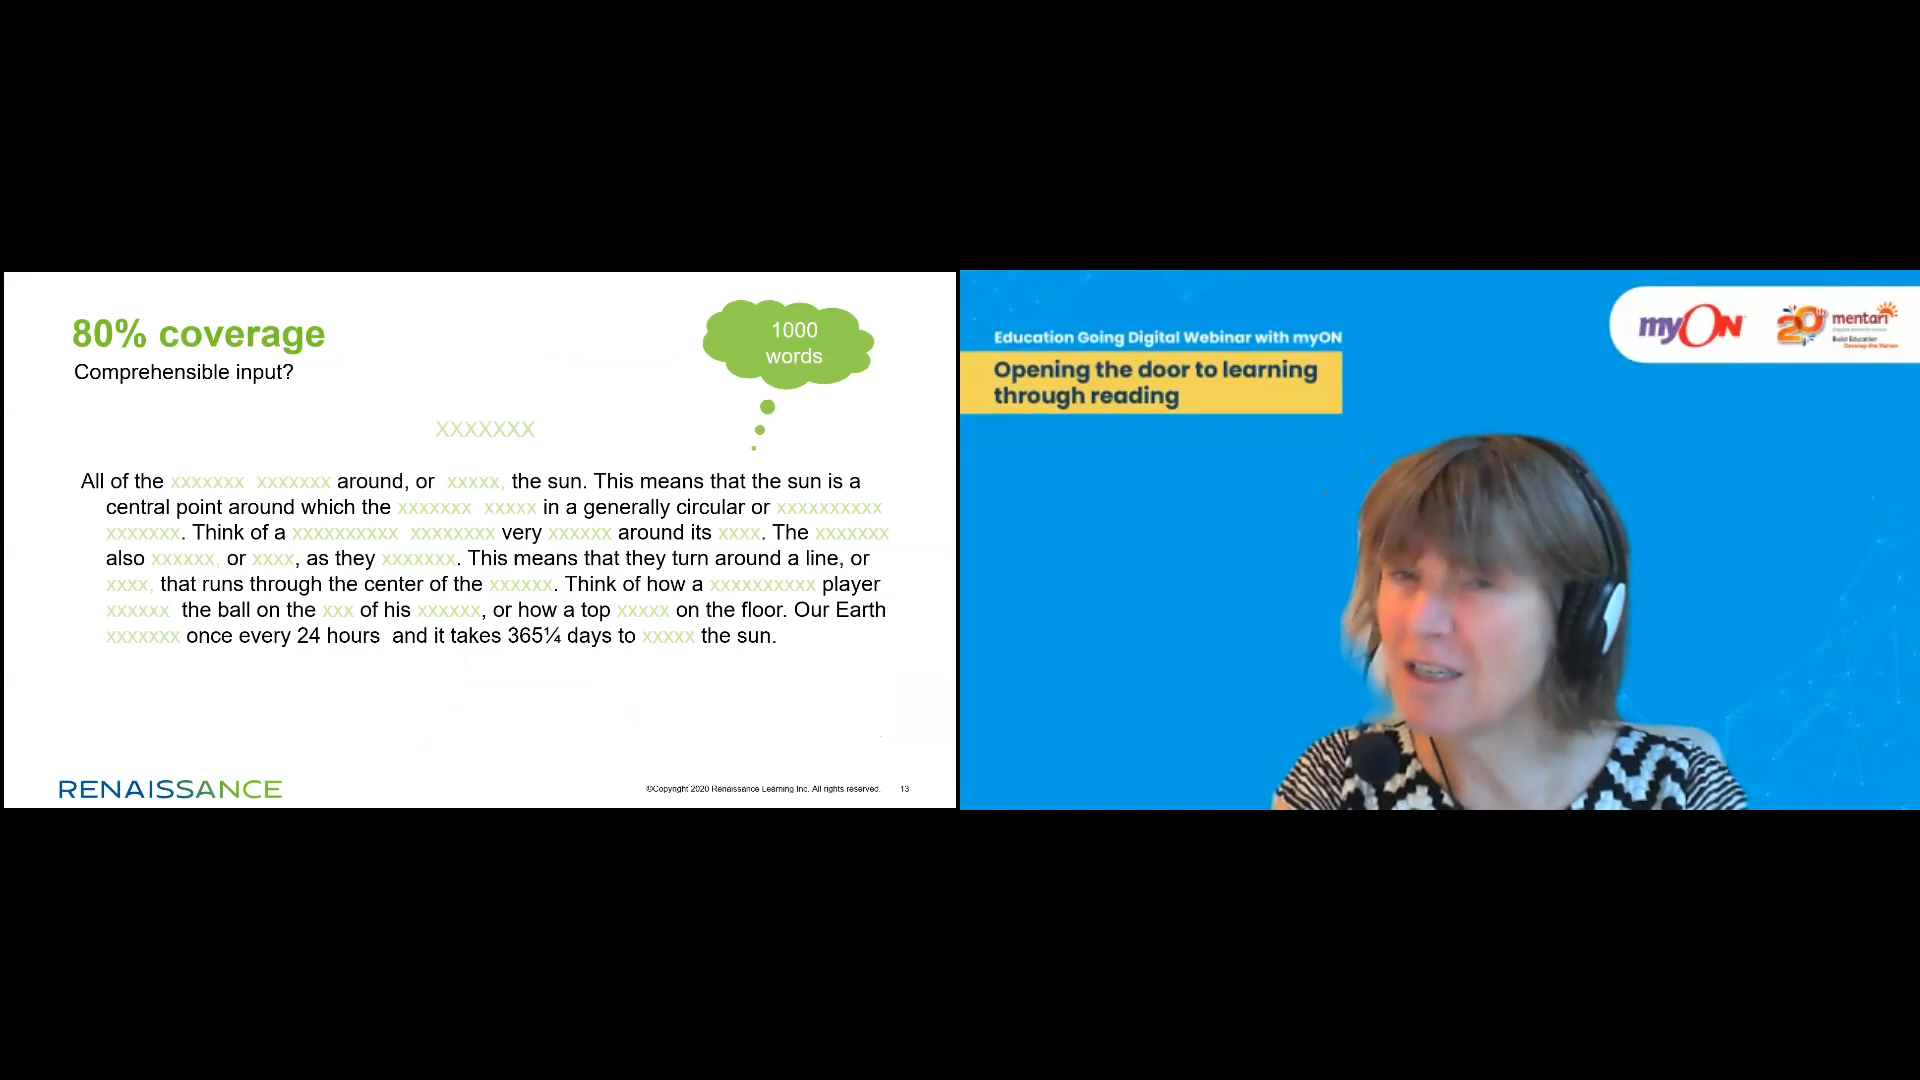 80% coverage
Comprehensible input?
1000
words
xxxxxxx
All of the xxxxxxx xxxxxxx around, or xxxxx, the sun. This means that the sun is a
central point around which the xxxxxxx xxxxx in a generally circular or xxxxxxxxxx
xxxxxxx. Think of a xxxxxxxxxx xxxxxxxx very xxxxxx around its xxxx. The xxxxxxx
also xxxxxx, or xxxx, as they xxxxxxx. This means that they turn around a line, or
xxxx, that runs through the center of the xxxxxx. Think of how a xxxxxxxxxx player
xxxxxx the ball on the xxx of his xxxxxx, or how a top xxxxx on the floor. Our Earth
xxxxxxx once every 24 hours and it takes 365¼ days to xxxxx the sun.
RENAISSANCE
©Copyright 2020 Renaissance Learning Inc. All rights reserved. 13
Education Going Digital Webinar with myON
Opening the door to learning
through reading
myON
20 mentari
Build Education
Develop the Nation